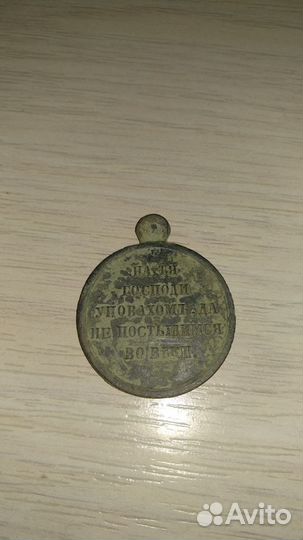 НА ТЯ
ГОСПОДИ
УПОВАХОМЪ, ДА
НЕ ПОСТЫДИМСЯ
ВО ВѢКИ
Avito